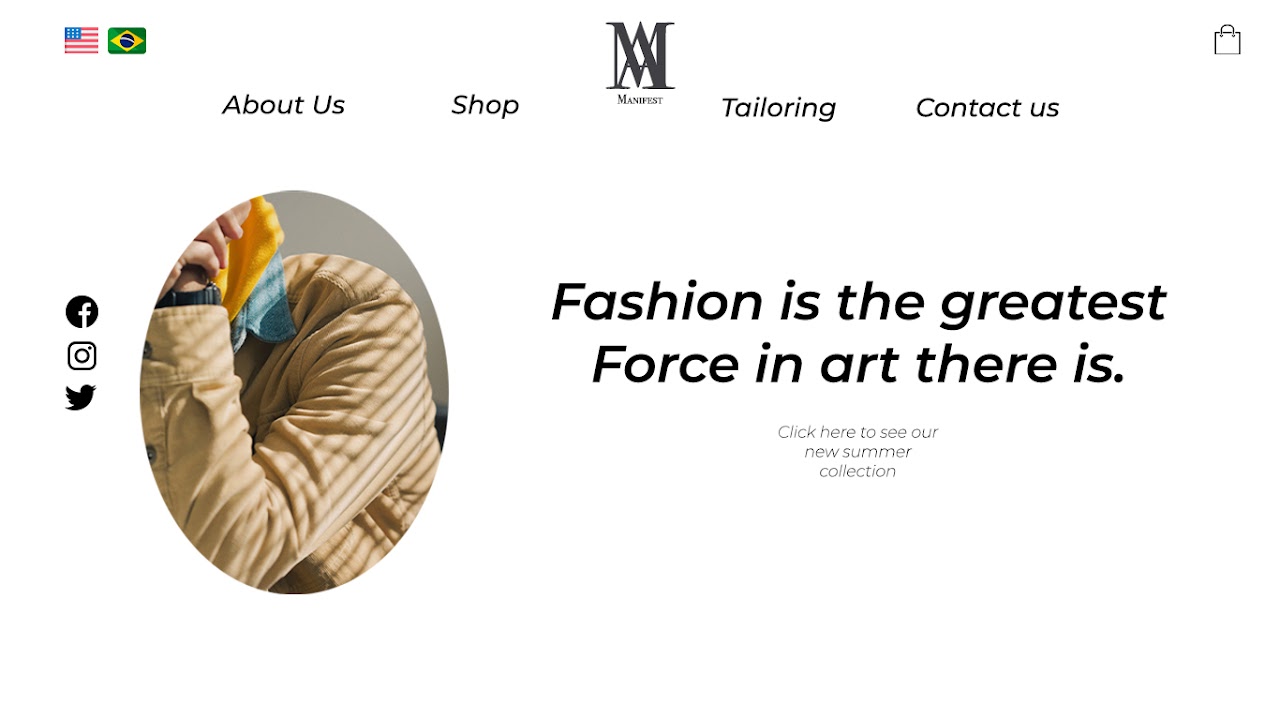 MANIFEST
About Us
Shop
Tailoring
Contact us
Fashion is the greatest
Force in art there is.
Click here to see our
new summer
collection